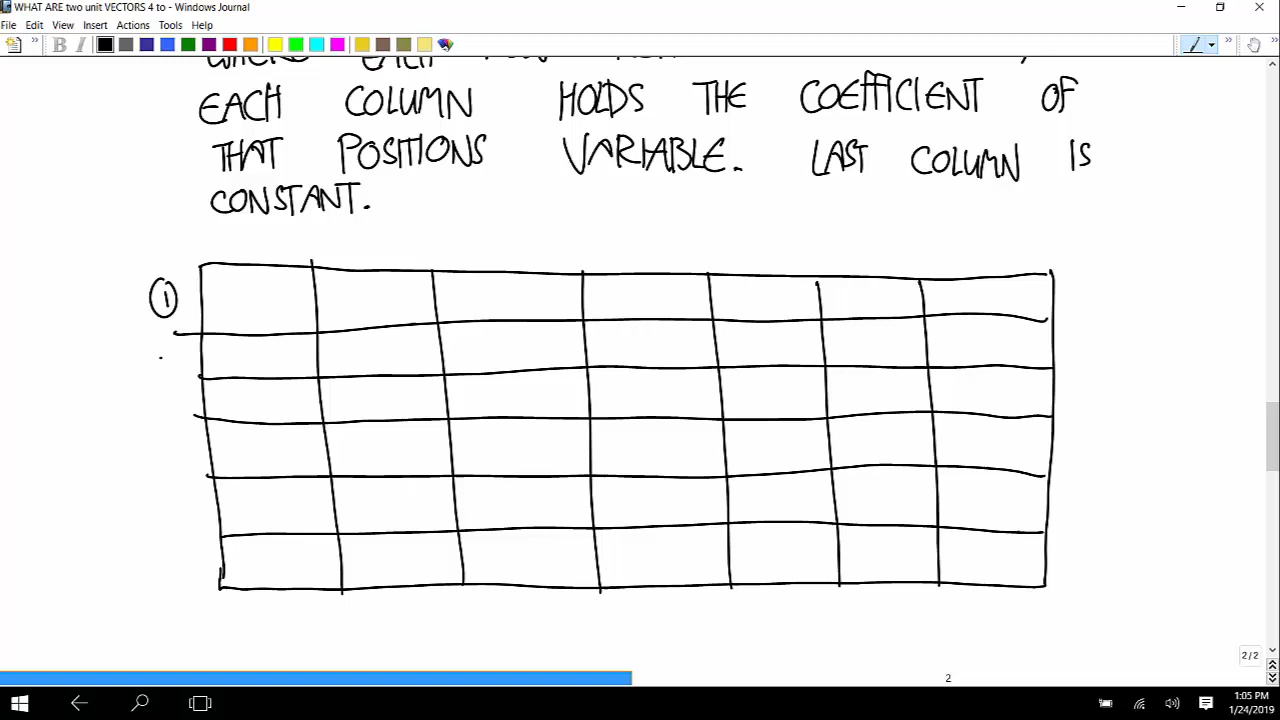 WHAT ARE two unit VECTORS 4 to - Windows Journal
File Edit View Insert Actions Tools Help
B I
WHERE EACH
EACH COLUMN HOLDS THE COEFFICIENT OF
THAT POSITIONS VARIABLE. LAST COLUMN IS
CONSTANT.
1
2/2
2
1:05 PM
1/24/2019